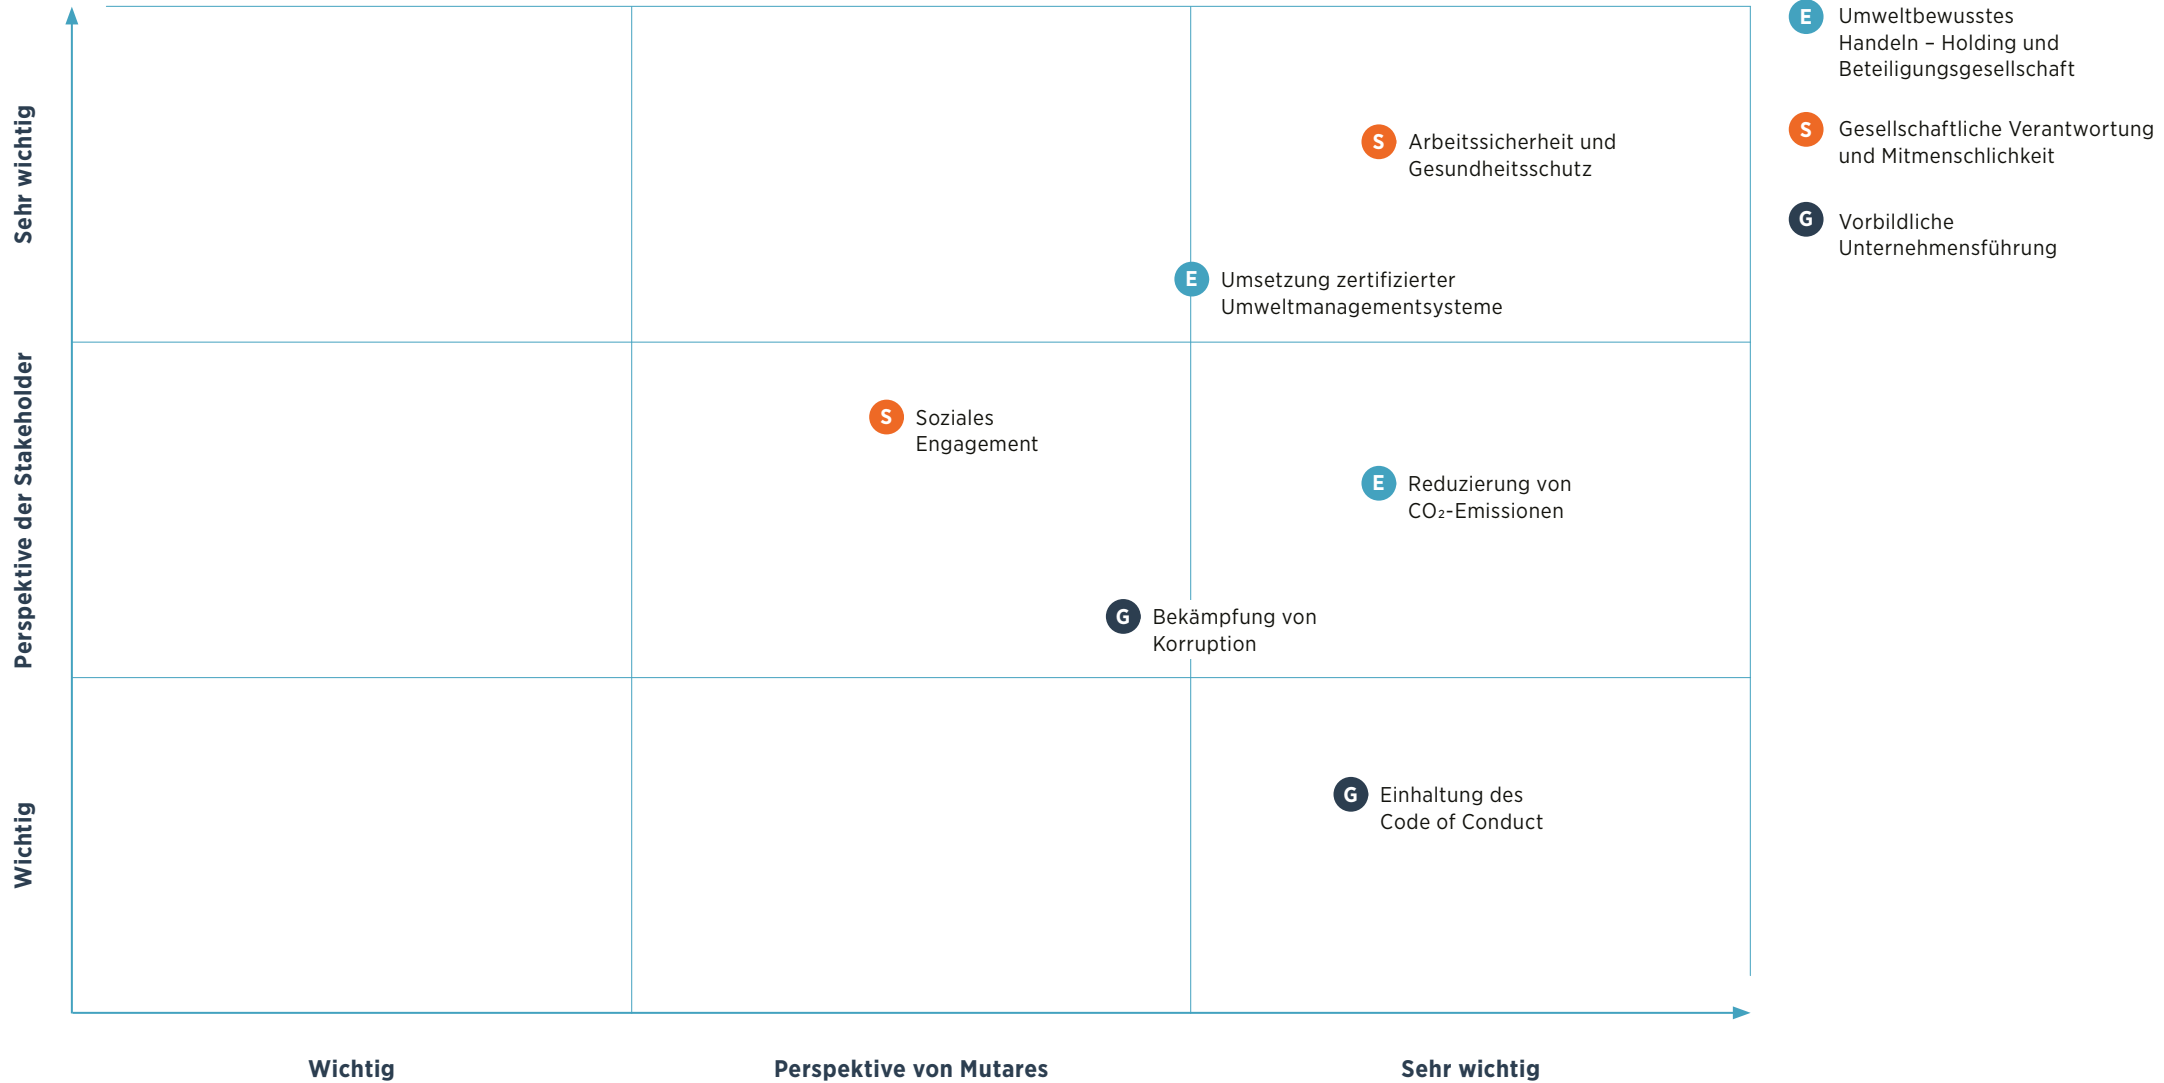 Sehr wichtig
Perspektive der Stakeholder
Wichtig
S
Arbeitssicherheit und
Gesundheitsschutz
E
Umsetzung zertifizierter
Umweltmanagementsysteme
S
Soziales
Engagement
E
Reduzierung von
CO₂-Emissionen
G
Bekämpfung von
Korruption
G
Einhaltung des
Code of Conduct
Wichtig
Perspektive von Mutares
Sehr wichtig
E
Umweltbewusstes
Handeln – Holding und
Beteiligungsgesellschaft
S
Gesellschaftliche Verantwortung
und Mitmenschlichkeit
G
Vorbildliche
Unternehmensführung